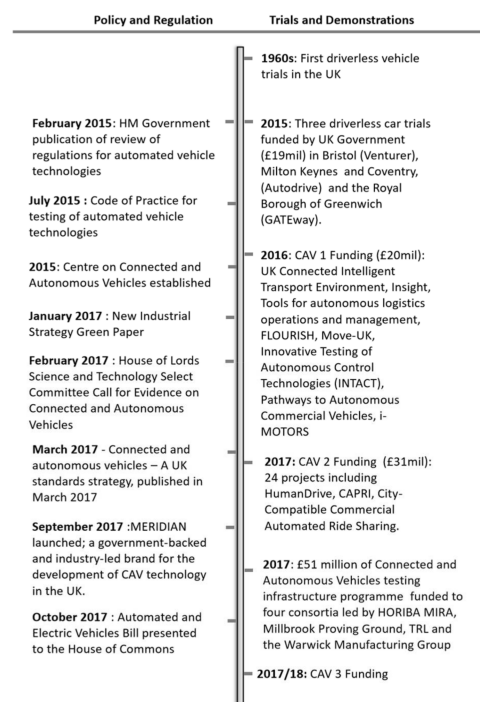 Policy and Regulation
Trials and Demonstrations
February 2015: HM Government
publication of review of
regulations for automated vehicle
technologies
July 2015 : Code of Practice for
testing of automated vehicle
technologies
2015: Centre on Connected and
Autonomous Vehicles established
January 2017 : New Industrial
Strategy Green Paper
February 2017 : House of Lords
Science and Technology Select
Committee Call for Evidence on
Connected and Autonomous
Vehicles
March 2017 - Connected and
autonomous vehicles – A UK
standards strategy, published in
March 2017
September 2017 :MERIDIAN
launched; a government-backed
and industry-led brand for the
development of CAV technology
in the UK.
October 2017 : Automated and
Electric Vehicles Bill presented
to the House of Commons
1960s: First driverless vehicle
trials in the UK
2015: Three driverless car trials
funded by UK Government
(£19mil) in Bristol (Venturer),
Milton Keynes and Coventry,
(Autodrive) and the Royal
Borough of Greenwich
(GATEway).
2016: CAV 1 Funding (£20mil):
UK Connected Intelligent
Transport Environment, Insight,
Tools for autonomous logistics
operations and management,
FLOURISH, Move-UK,
Innovative Testing of
Autonomous Control
Technologies (INTACT),
Pathways to Autonomous
Commercial Vehicles, i-
MOTORS
2017: CAV 2 Funding (£31mil):
24 projects including
HumanDrive, CAPRI, City-
Compatible Commercial
Automated Ride Sharing.
2017: £51 million of Connected and
Autonomous Vehicles testing
infrastructure programme funded to
four consortia led by HORIBA MIRA,
Millbrook Proving Ground, TRL and
the Warwick Manufacturing Group
2017/18: CAV 3 Funding